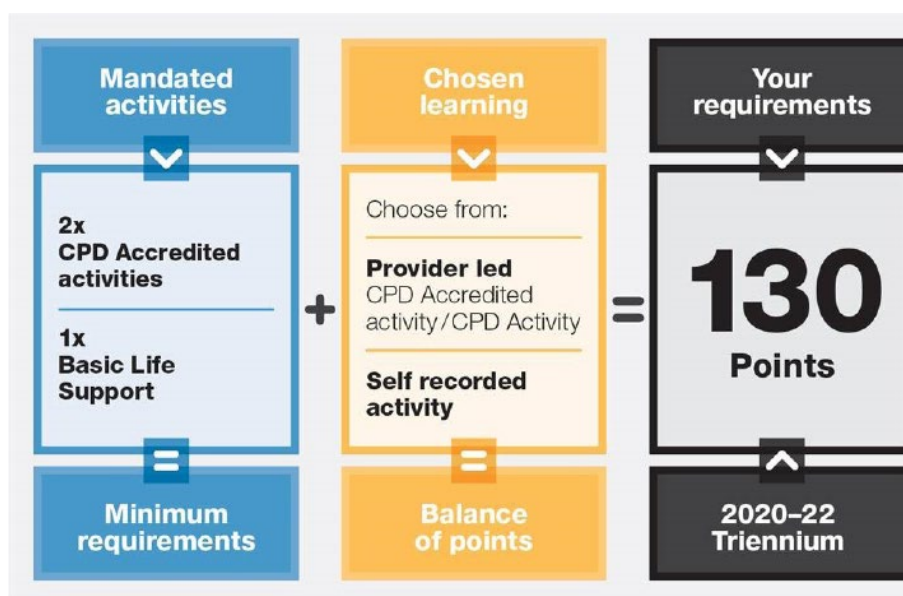 Mandated
activities
2x
CPD Accredited
activities
1x
Basic Life
Support
=
Minimum
requirements
+
Chosen
learning
Choose from:
Provider led
CPD Accredited
activity/CPD Activity
Self recorded
activity
=
Balance
of points
=
Your
requirements
130
Points
2020–22
Triennium